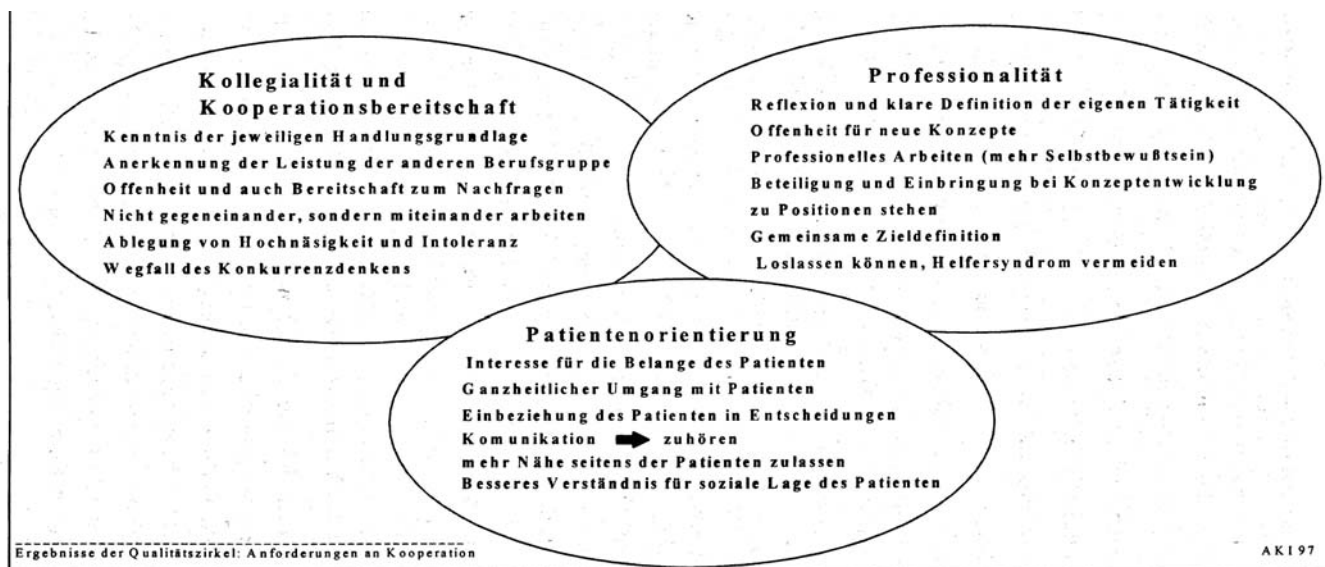 Kollegialität und
Kooperationsbereitschaft
Kenntnis der jeweiligen Handlungsgrundlage
Anerkennung der Leistung der anderen Berufsgruppe
Offenheit und auch Bereitschaft zum Nachfragen
Nicht gegeneinander, sondern miteinander arbeiten
Ablegung von Hochnäsigkeit und Intoleranz
Wegfall des Konkurrenzdenkens
Professionalität
Reflexion und klare Definition der eigenen Tätigkeit
Offenheit für neue Konzepte
Professionelles Arbeiten (mehr Selbstbewußtsein)
Beteiligung und Einbringung bei Konzeptentwicklung
zu Positionen stehen
Gemeinsame Zieldefinition
Loslassen können, Helfersyndrom vermeiden
Patientenorientierung
Interesse für die Belange des Patienten
Ganzheitlicher Umgang mit Patienten
Einbeziehung des Patienten in Entscheidungen
Komunikation ➡ zuhören
mehr Nähe seitens der Patienten zulassen
Besseres Verständnis für soziale Lage des Patienten
Ergebnisse der Qualitätszirkel: Anforderungen an Kooperation
AKI97